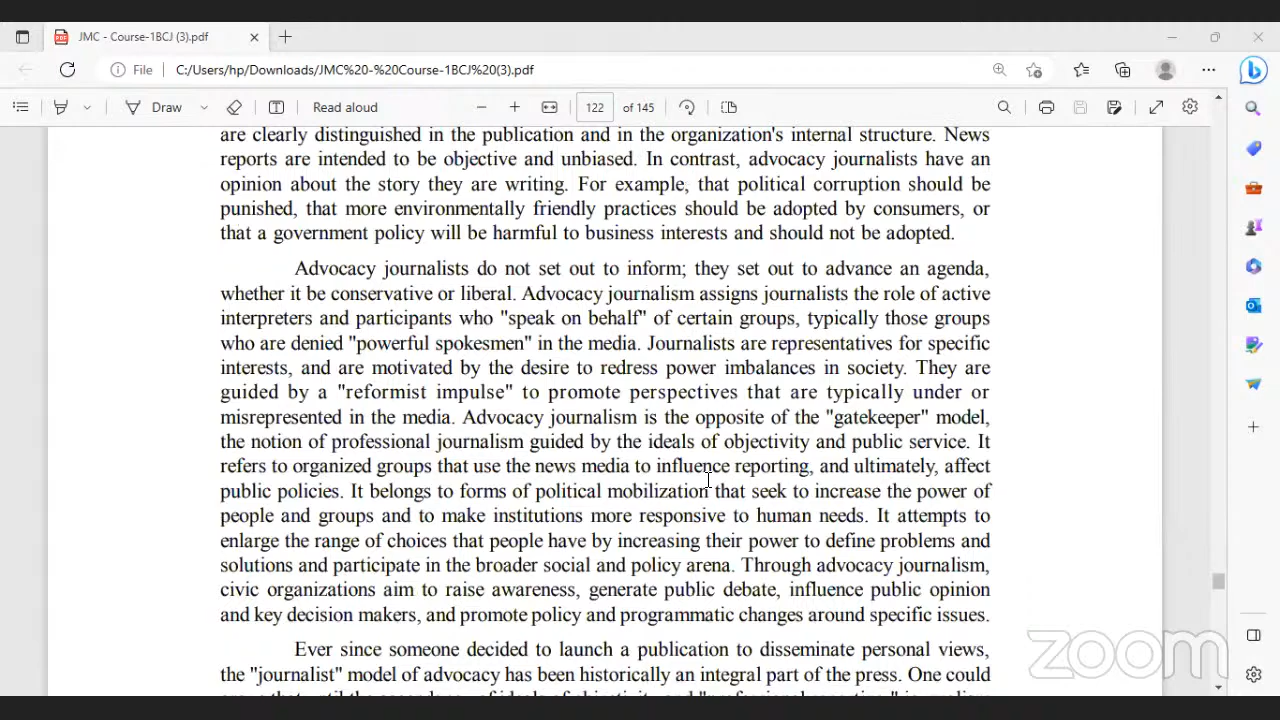 JMC - Course-1BCJ (3).pdf
File
C:/Users/hp/Downloads/JMC%20-%20Course-1BCJ%20(3).pdf
Draw
Read aloud
122
of 145
are clearly distinguished in the publication and in the organization's internal structure. News
reports are intended to be objective and unbiased. In contrast, advocacy journalists have an
opinion about the story they are writing. For example, that political corruption should be
punished, that more environmentally friendly practices should be adopted by consumers, or
that a government policy will be harmful to business interests and should not be adopted.
Advocacy journalists do not set out to inform; they set out to advance an agenda,
whether it be conservative or liberal. Advocacy journalism assigns journalists the role of active
interpreters and participants who "speak on behalf" of certain groups, typically those groups
who are denied "powerful spokesmen" in the media. Journalists are representatives for specific
interests, and are motivated by the desire to redress power imbalances in society. They are
guided by a "reformist impulse" to promote perspectives that are typically under or
misrepresented in the media. Advocacy journalism is the opposite of the "gatekeeper" model,
the notion of professional journalism guided by the ideals of objectivity and public service. It
refers to organized groups that use the news media to influence reporting, and ultimately, affect
public policies. It belongs to forms of political mobilization that seek to increase the power of
people and groups and to make institutions more responsive to human needs. It attempts to
enlarge the range of choices that people have by increasing their power to define problems and
solutions and participate in the broader social and policy arena. Through advocacy journalism,
civic organizations aim to raise awareness, generate public debate, influence public opinion
and key decision makers, and promote policy and programmatic changes around specific issues.
Ever since someone decided to launch a publication to disseminate personal views,
the "journalist" model of advocacy has been historically an integral part of the press. One could
zoom